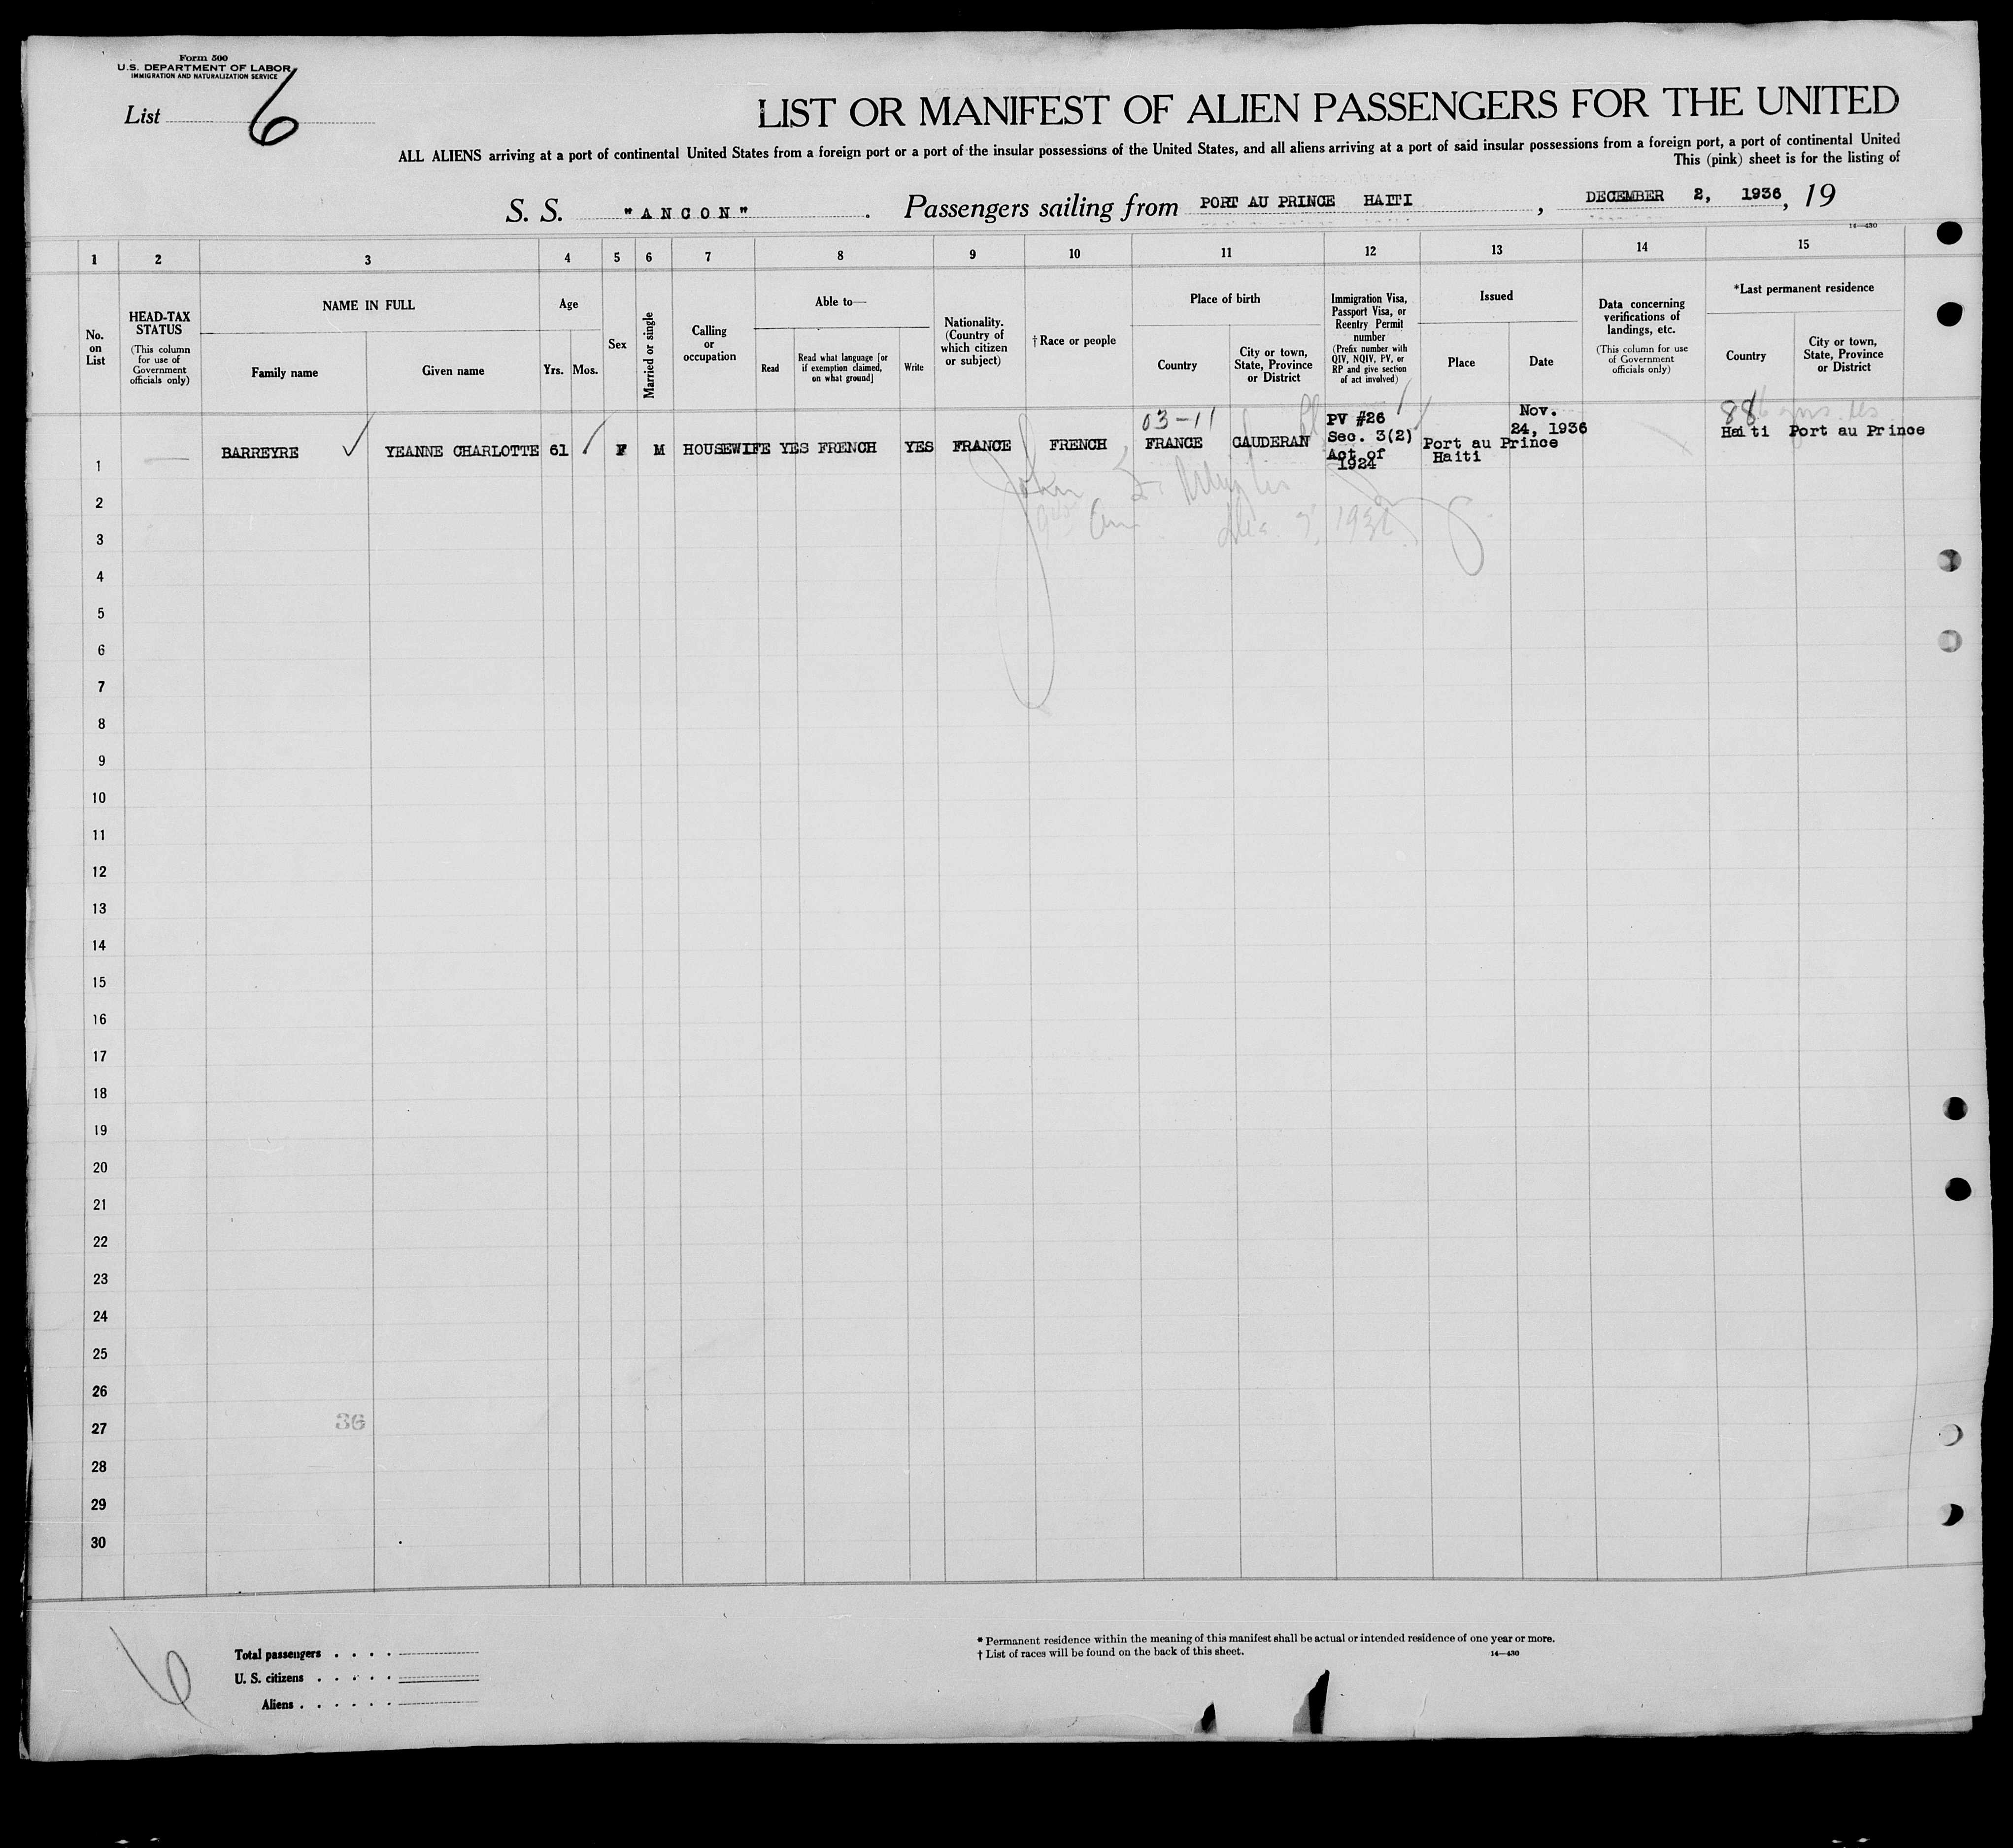 Form 500
U.S. DEPARTMENT OF LABOR
IMMIGRATION AND NATURALIZATION SERVICE
List 6
LIST OR MANIFEST OF ALIEN PASSENGERS FOR THE UNITED
ALL ALIENS arriving at a port of continental United States from a foreign port or a port of the insular possessions of the United States, and all aliens arriving at a port of said insular possessions from a foreign port, a port of continental United
This (pink) sheet is for the listing of
S. S. "ANCON" . Passengers sailing from PORT AU PRINCE HAITI , DECEMBER 2, 1936, 19
14—430
1 2 3 4 5 6 7 8 9 10 11 12 13 14 15
No. on List
HEAD-TAX STATUS
(This column for use of Government officials only)
NAME IN FULL
Family name
Given name
Age
Yrs. Mos.
Sex
Married or single
Calling or occupation
Able to—
Read
Read what language [or if exemption claimed, on what ground]
Write
Nationality. (Country of which citizen or subject)
† Race or people
Place of birth
Country
City or town, State, Province or District
Immigration Visa, Passport Visa, or Reentry Permit number
(Prefix number with QIV, NQIV, PV, or RP and give section of act involved)
Issued
Place
Date
Data concerning verifications of landings, etc.
(This column for use of Government officials only)
*Last permanent residence
Country
City or town, State, Province or District
03-11
88
1 BARREYRE ✓ YEANNE CHARLOTTE 61 F M HOUSEWIFE YES FRENCH YES FRANCE FRENCH FRANCE CAUDERAN PV #26 Sec. 3(2) Act of 1924 Port au Prince Haiti Nov. 24, 1936 Haiti Port au Prince
2
John
3
Dec. 7, 1936
4
5
6
7
8
9
10
11
12
13
14
15
16
17
18
19
20
21
22
23
24
25
26
27
36
28
29
30
6
Total passengers . . . .
U. S. citizens . . . . .
Aliens . . . . . .
* Permanent residence within the meaning of this manifest shall be actual or intended residence of one year or more.
† List of races will be found on the back of this sheet.
14—430